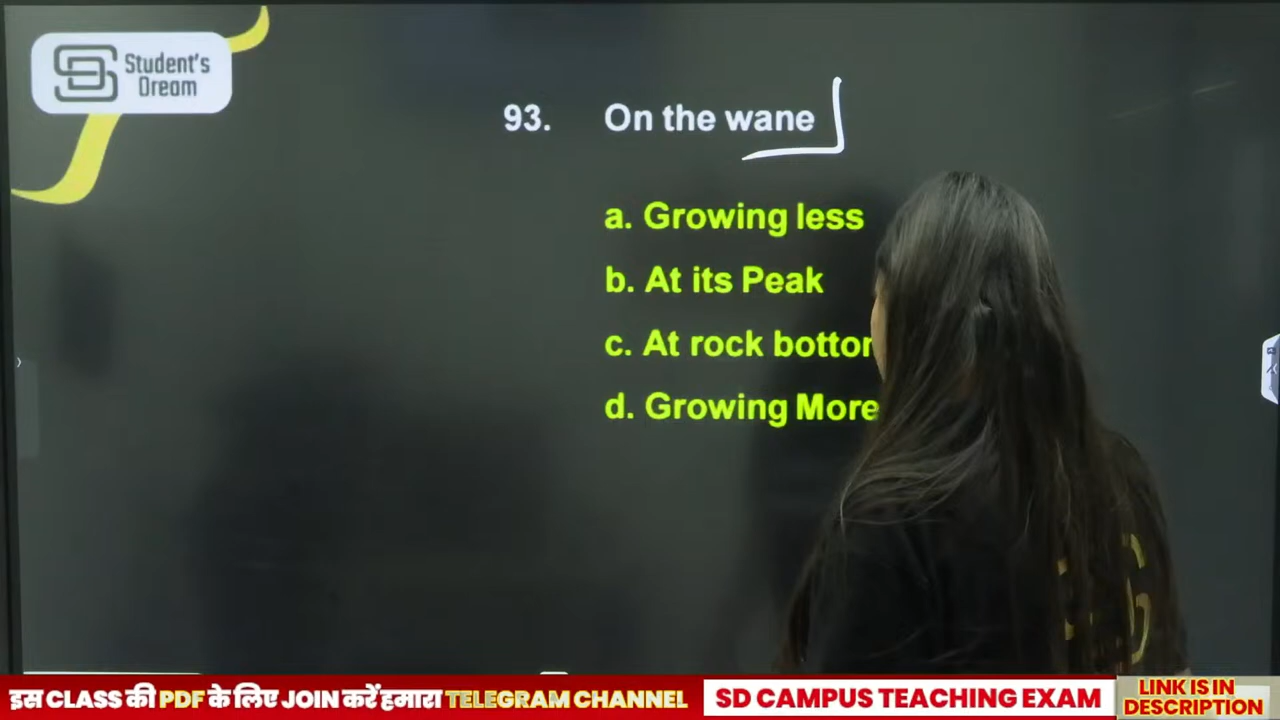 Student's
Dream
93. On the wane
a. Growing less
b. At its Peak
c. At rock
d. Growing More
इस CLASS की PDF के लिए JOIN करें हमारा TELEGRAM CHANNEL
SD CAMPUS TEACHING EXAM
LINK IS IN
DESCRIPTION